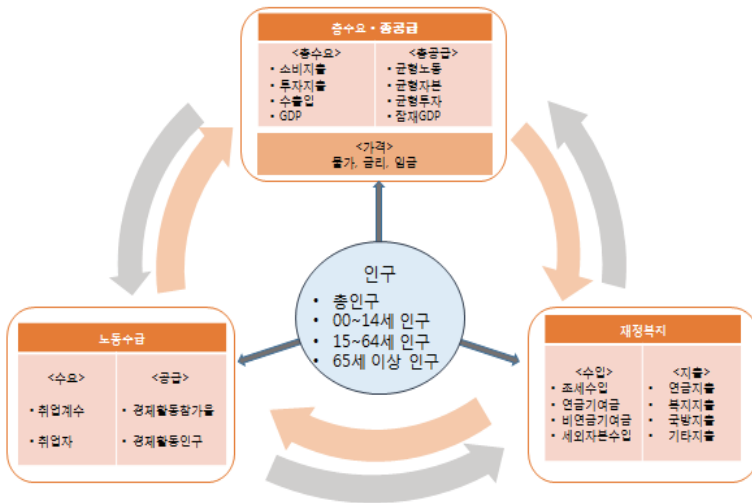 총수요·총공급
<총수요>
• 소비지출
• 투자지출
• 수출입
• GDP
<총공급>
• 균형노동
• 균형자본
• 균형투자
• 잠재GDP
<가격>
물가, 금리, 임금
인구
• 총인구
• 00~14세 인구
• 15~64세 인구
• 65세 이상 인구
노동수급
<수요>
• 취업계수
• 취업자
<공급>
• 경제활동참가율
• 경제활동인구
재정복지
<수입>
• 조세수입
• 연금기여금
• 비연금기여금
• 세외자본수입
<지출>
• 연금지출
• 복지지출
• 국방지출
• 기타지출